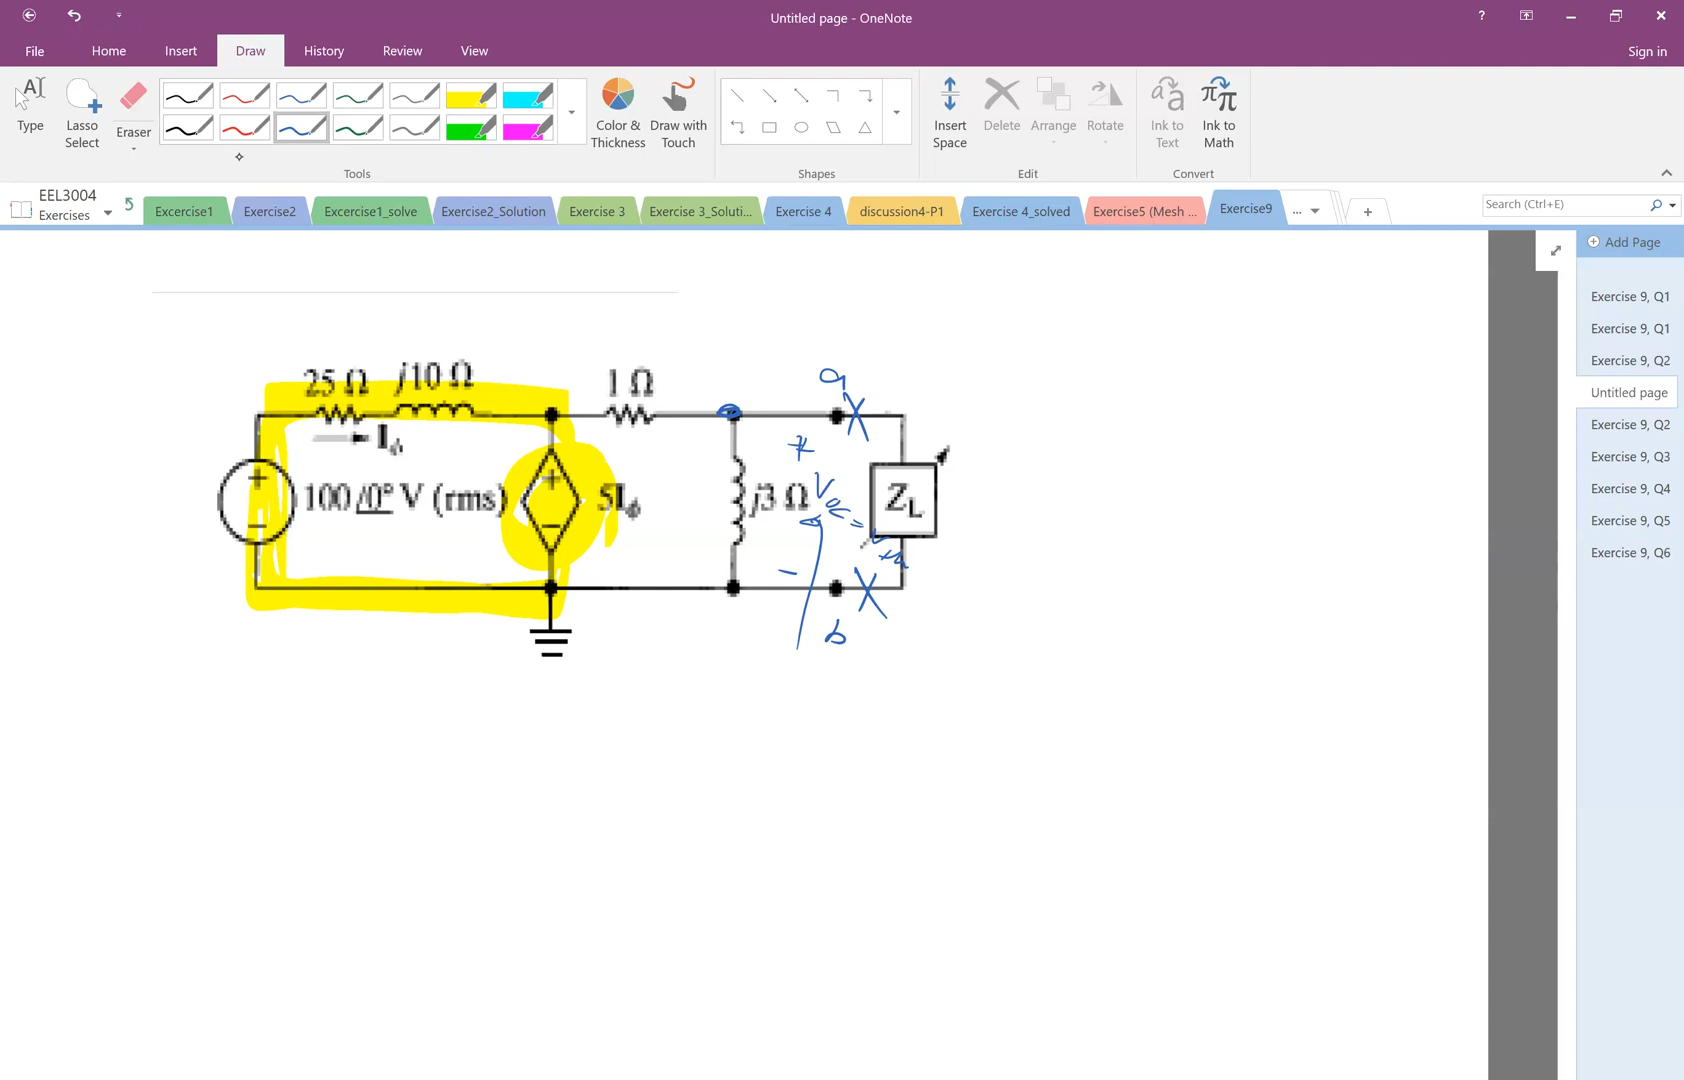 Untitled page - OneNote
?
File
Home
Insert
Draw
History
Review
View
Sign in
Type
Lasso
Select
Eraser
Color &
Thickness
Draw with
Touch
Insert
Space
Delete
Arrange
Rotate
Ink to
Text
Ink to
Math
Tools
Shapes
Edit
Convert
EEL3004
Exercises
Excercise1
Exercise2
Excercise1_solve
Exercise2_Solution
Exercise 3
Exercise 3_Soluti...
Exercise 4
discussion4-P1
Exercise 4_solved
Exercise5 (Mesh ...
Exercise9
...
Search (Ctrl+E)
Add Page
Exercise 9, Q1
Exercise 9, Q1
Exercise 9, Q2
Untitled page
Exercise 9, Q2
Exercise 9, Q3
Exercise 9, Q4
Exercise 9, Q5
Exercise 9, Q6
25 Ω
j10 Ω
1 Ω
a
Iϕ
+
100 /0° V (rms)
5Iϕ
j3 Ω
Voc =
Vth
ZL
−
b